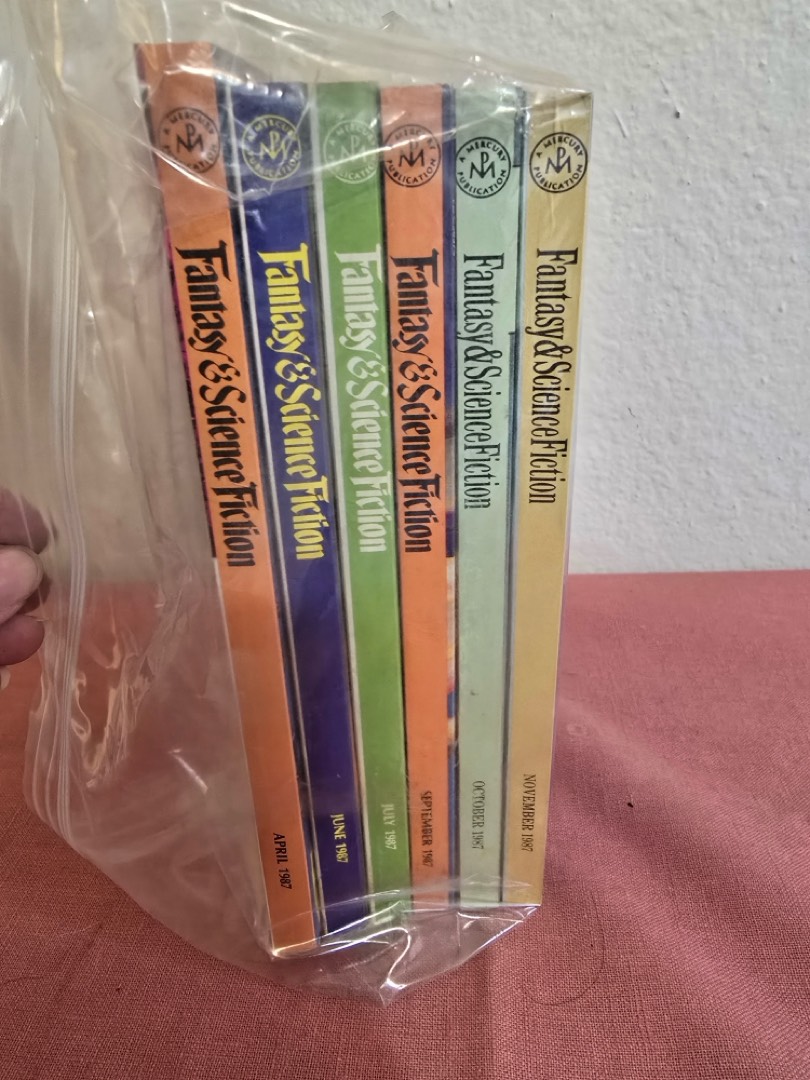 A MERCURY PUBLICATION
Fantasy & Science Fiction
APRIL 1987
A MERCURY PUBLICATION
Fantasy & Science Fiction
JUNE 1987
A MERCURY PUBLICATION
Fantasy & Science Fiction
JULY 1987
A MERCURY PUBLICATION
Fantasy & Science Fiction
SEPTEMBER 1987
A MERCURY PUBLICATION
Fantasy & Science Fiction
OCTOBER 1987
A MERCURY PUBLICATION
Fantasy & Science Fiction
NOVEMBER 1987